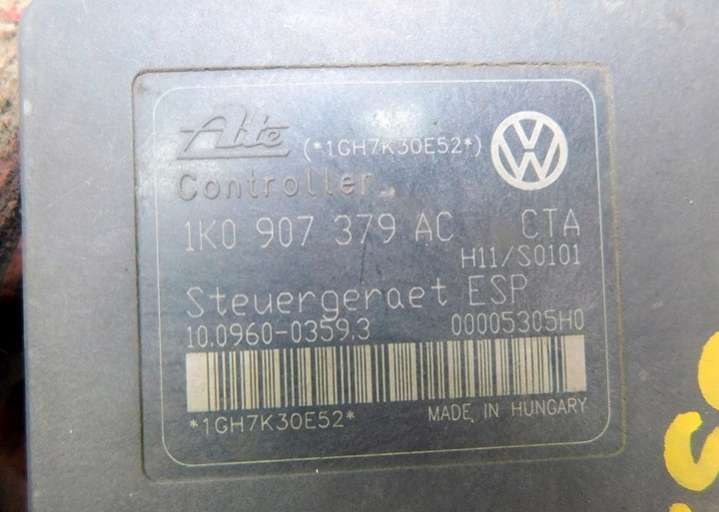 Ate (*1GH7K30E52*)
Controller
1K0 907 379 AC CTA
H11/S0101
Steuergeraet ESP
10.0960-0359.3 00005305H0
*1GH7K30E52* MADE IN HUNGARY